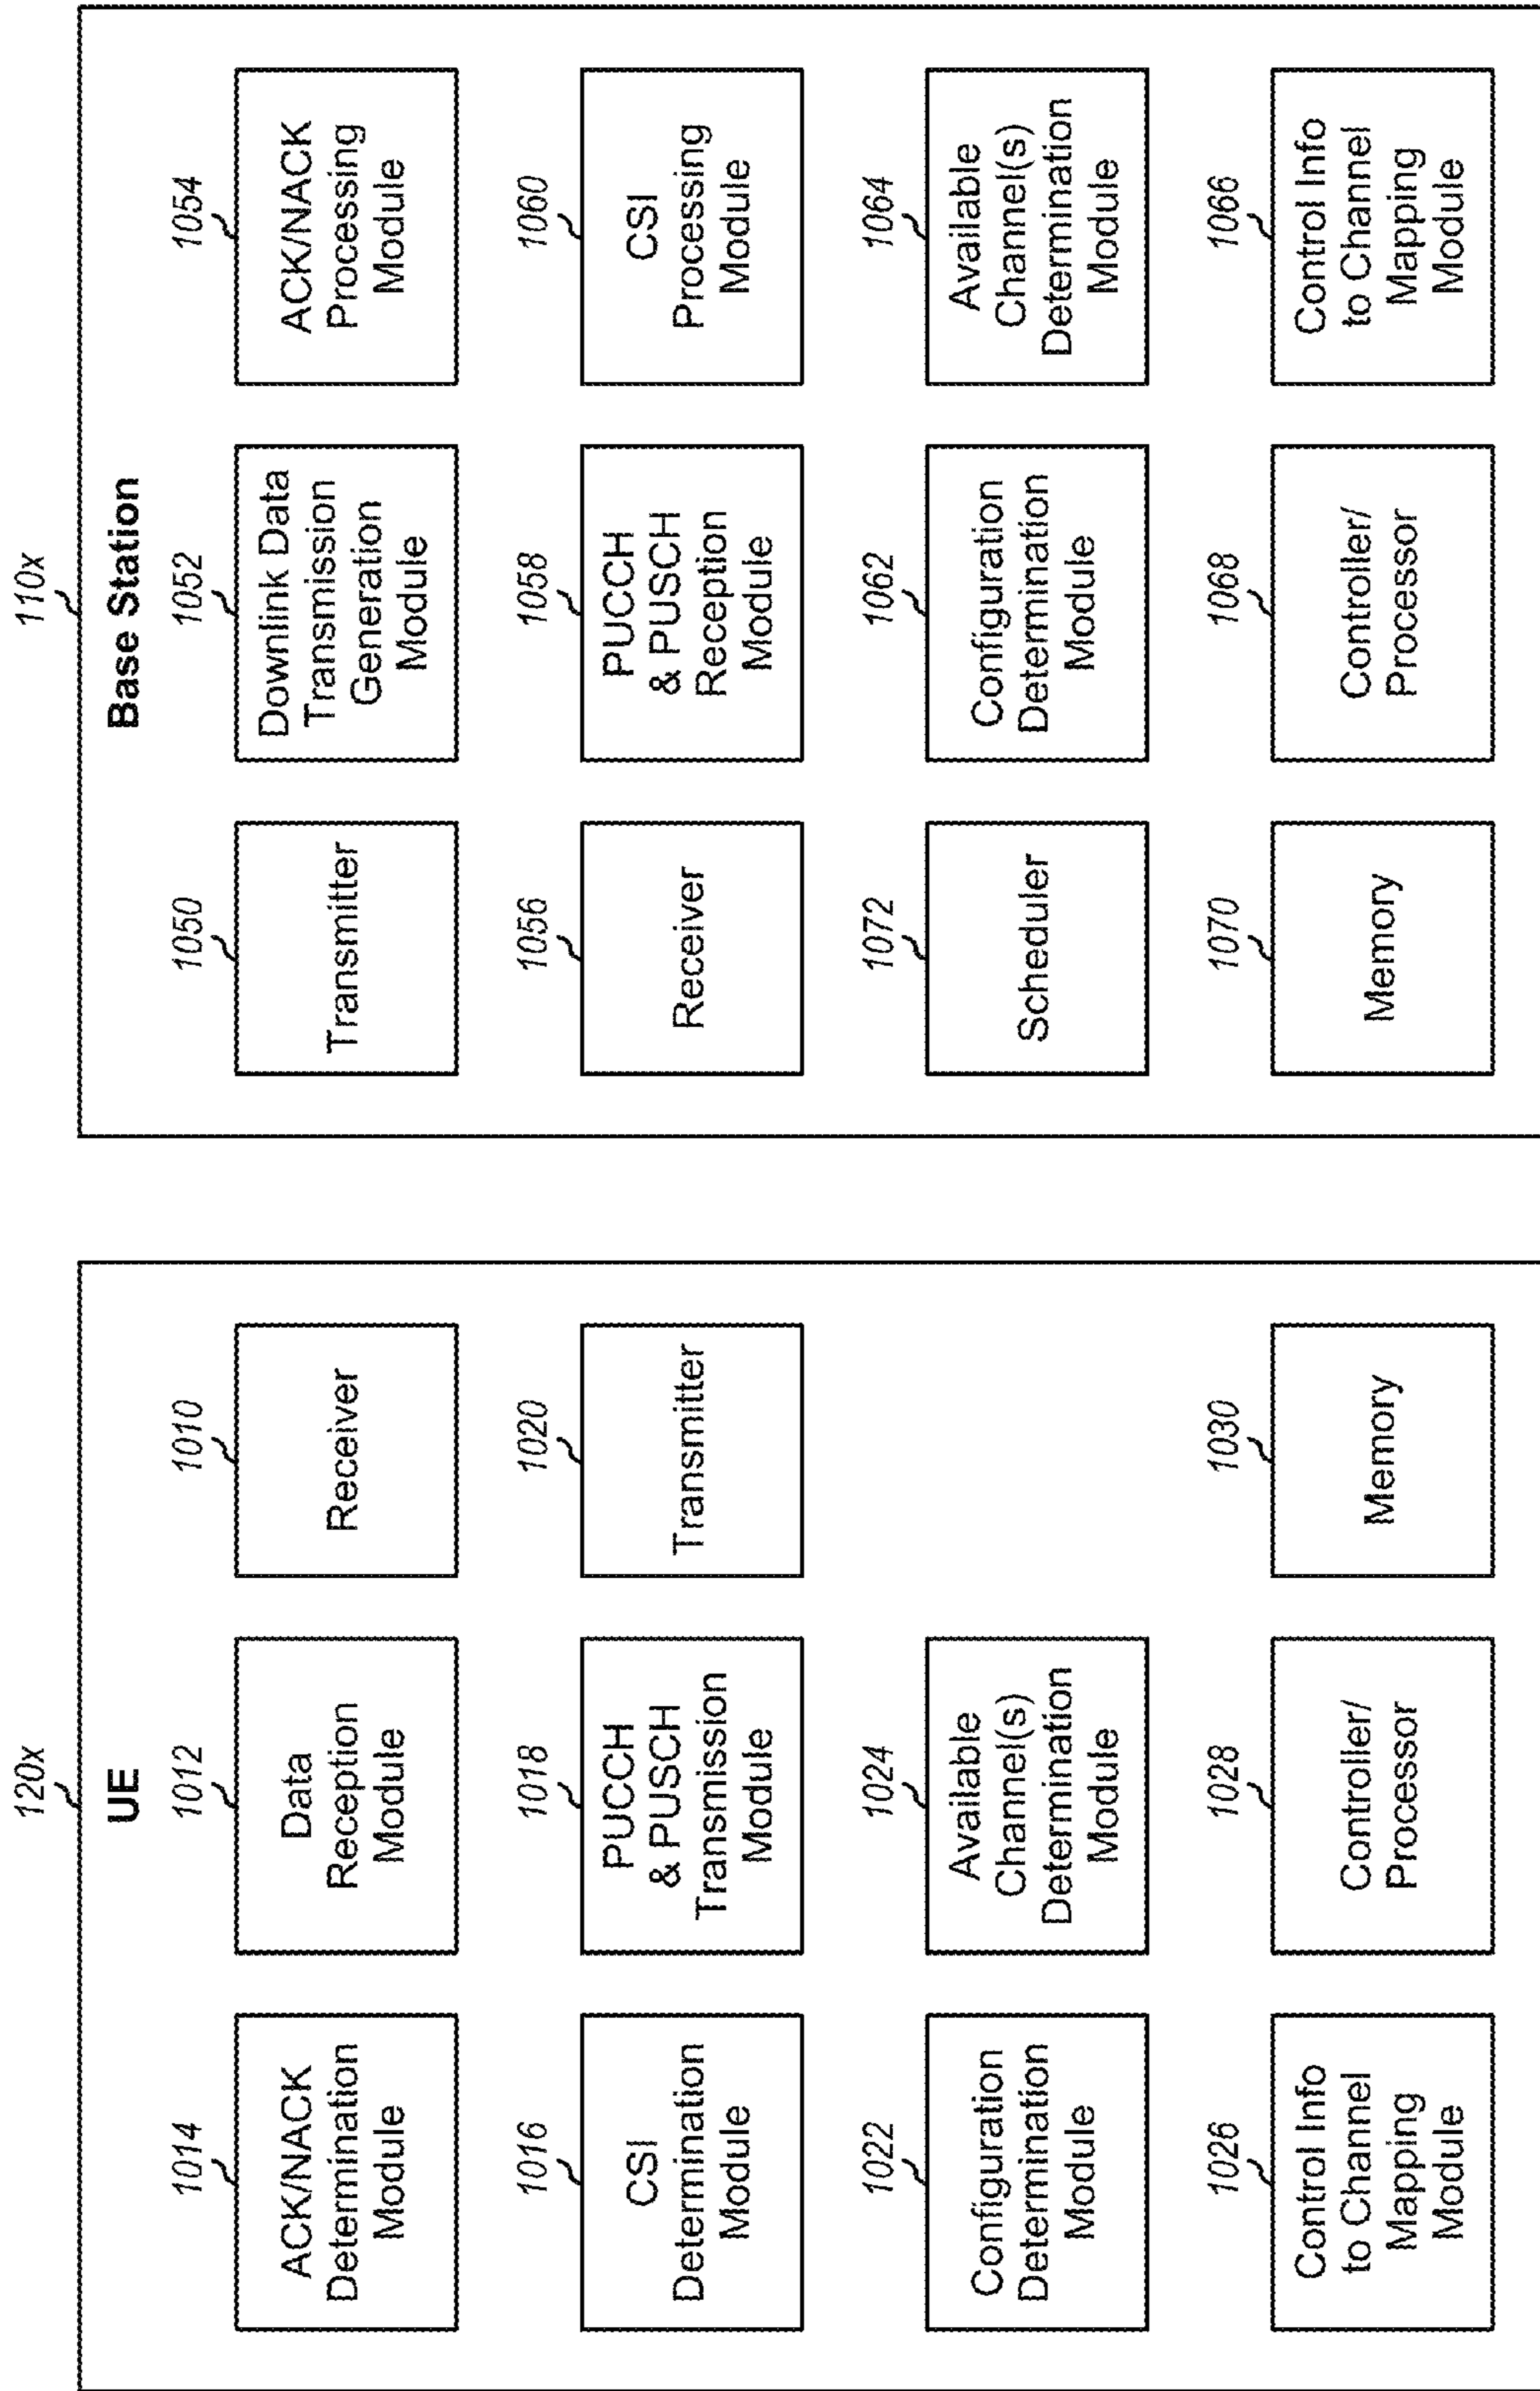 120x
UE
1014
ACK/NACK
Determination
Module
1012
Data
Reception
Module
1010
Receiver
1016
CSI
Determination
Module
1018
PUCCH
& PUSCH
Transmission
Module
1020
Transmitter
1022
Configuration
Determination
Module
1024
Available
Channel(s)
Determination
Module
1026
Control Info
to Channel
Mapping
Module
1028
Controller/
Processor
1030
Memory
110x
Base Station
1050
Transmitter
1052
Downlink Data
Transmission
Generation
Module
1054
ACK/NACK
Processing
Module
1056
Receiver
1058
PUCCH
& PUSCH
Reception
Module
1060
CSI
Processing
Module
1072
Scheduler
1062
Configuration
Determination
Module
1064
Available
Channel(s)
Determination
Module
1070
Memory
1068
Controller/
Processor
1066
Control Info
to Channel
Mapping
Module